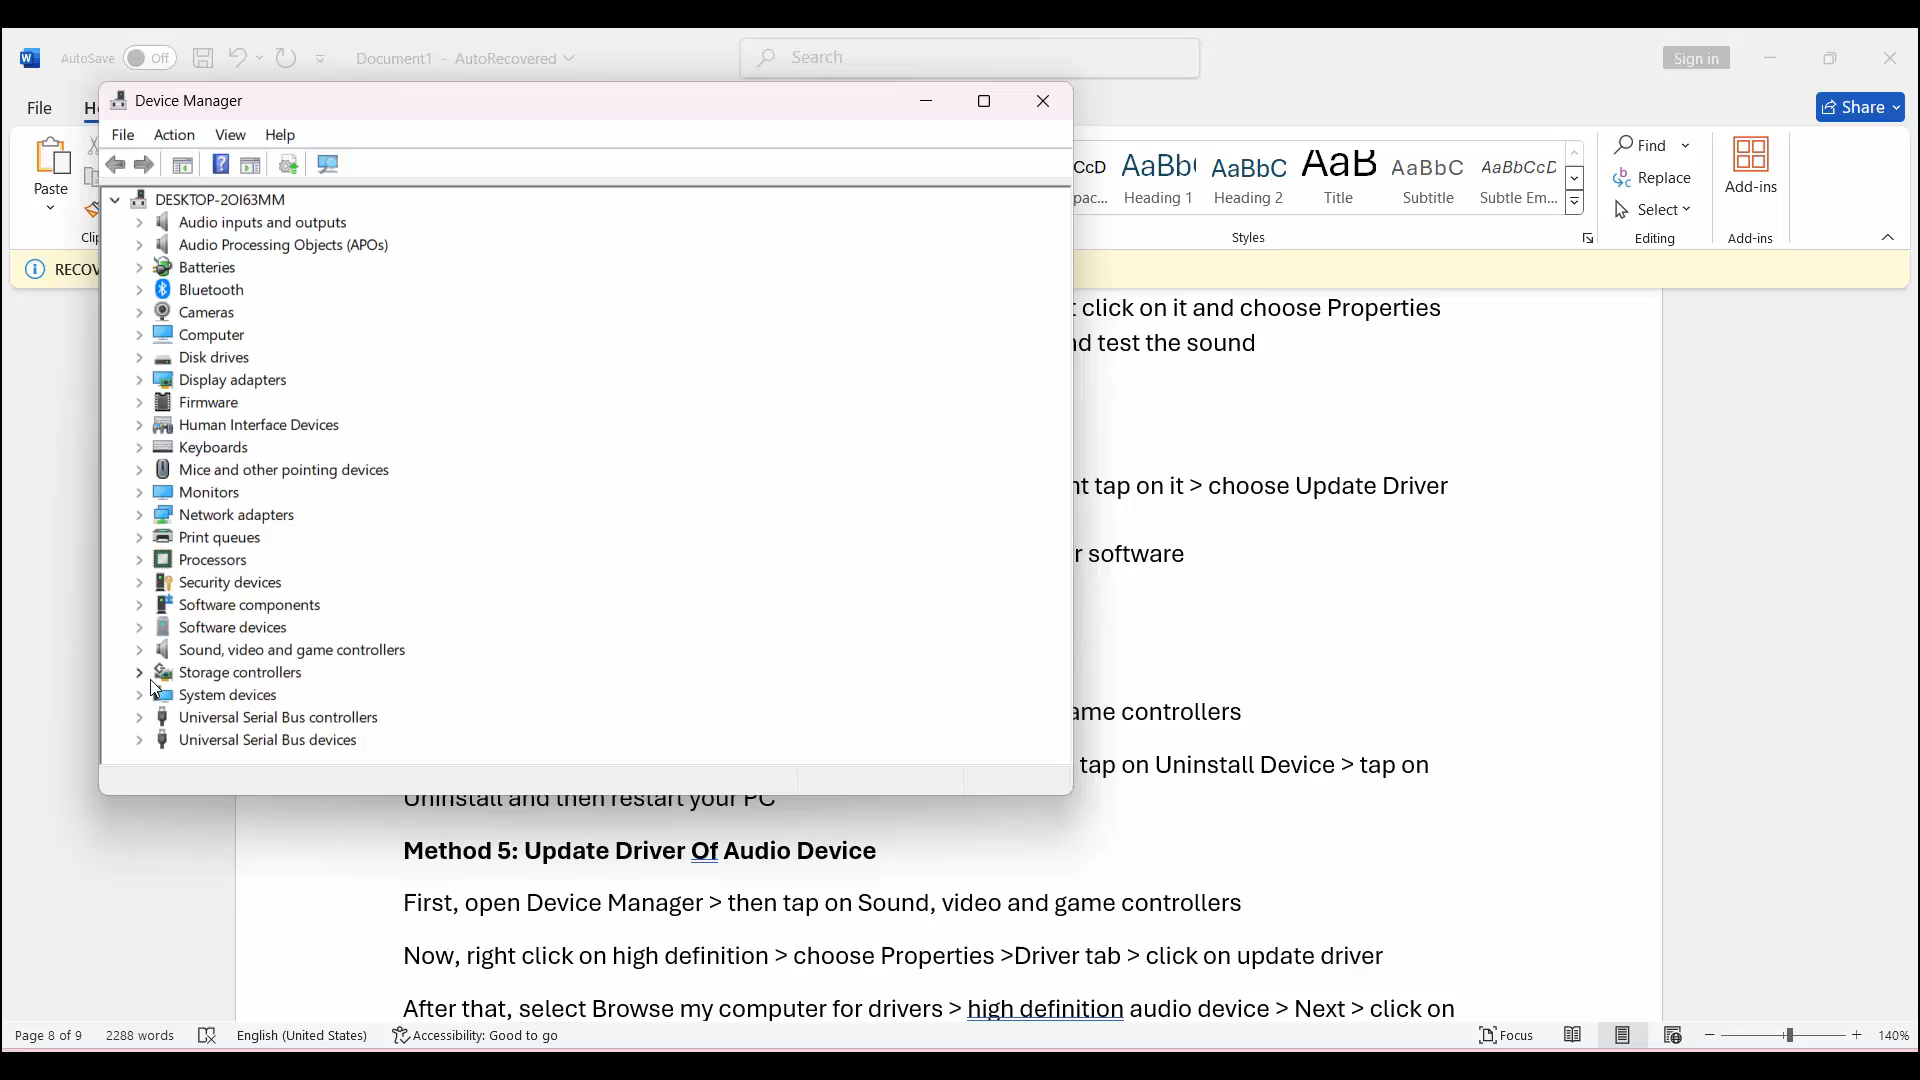 AutoSave Off Document1 - AutoRecovered Search Sign in
File Share
Device Manager
File Action View Help
Paste
DESKTOP-2OI63MM
Audio inputs and outputs
Audio Processing Objects (APOs)
Batteries
Bluetooth
Cameras
Computer
Disk drives
Display adapters
Firmware
Human Interface Devices
Keyboards
Mice and other pointing devices
Monitors
Network adapters
Print queues
Processors
Security devices
Software components
Software devices
Sound, video and game controllers
Storage controllers
System devices
Universal Serial Bus controllers
Universal Serial Bus devices
CcD AaBb AaBbC AaB AaBbC AaBbCcD
pac... Heading 1 Heading 2 Title Subtitle Subtle Em...
Styles
Find
Replace
Select
Editing
Add-ins
Add-ins
RECOV
click on it and choose Properties
nd test the sound
ht tap on it > choose Update Driver
r software
ame controllers
tap on Uninstall Device > tap on
Uninstall and then restart your PC
Method 5: Update Driver Of Audio Device
First, open Device Manager > then tap on Sound, video and game controllers
Now, right click on high definition > choose Properties >Driver tab > click on update driver
After that, select Browse my computer for drivers > high definition audio device > Next > click on
Page 8 of 9 2288 words English (United States) Accessibility: Good to go Focus 140%